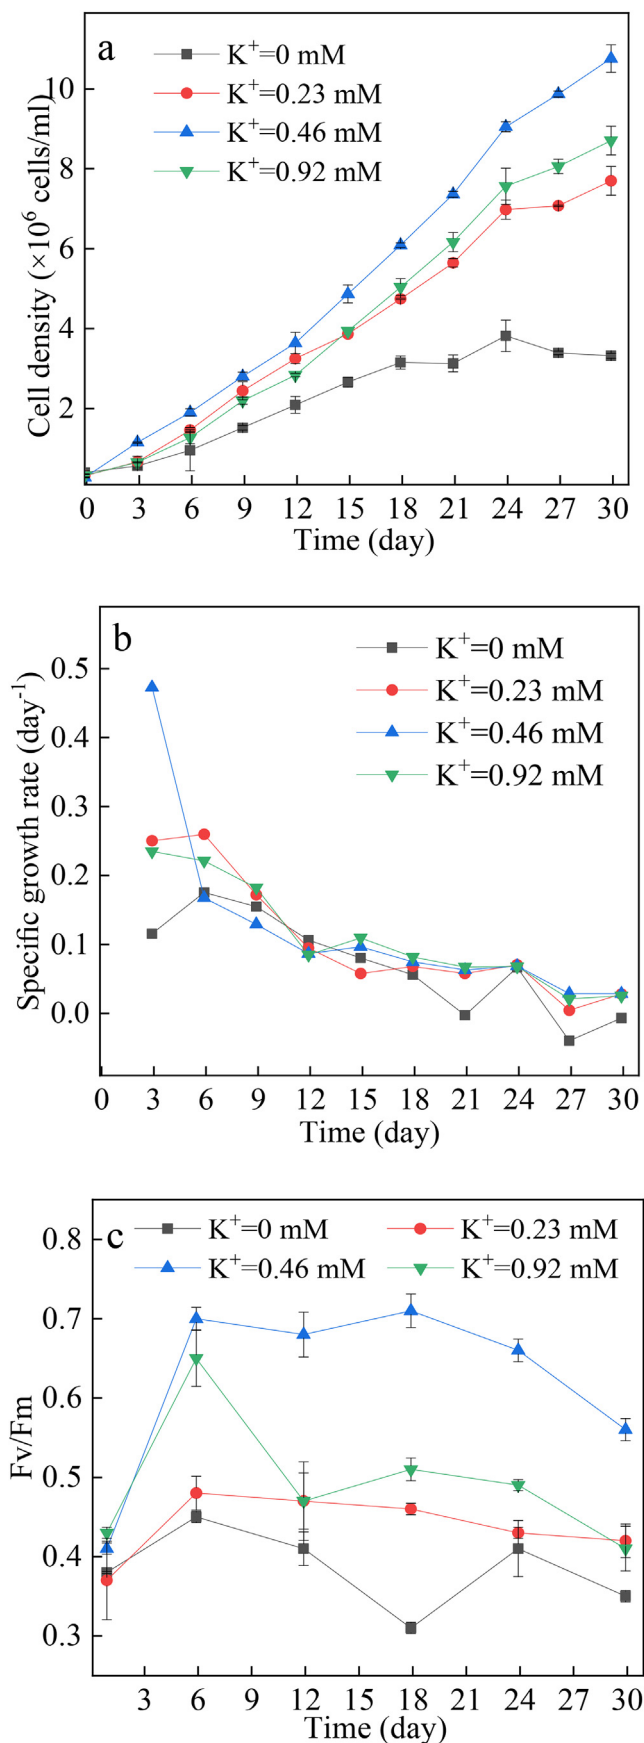 a
K⁺=0 mM
K⁺=0.23 mM
K⁺=0.46 mM
K⁺=0.92 mM
Cell density (×10⁶ cells/ml)
10
8
6
4
2
0 3 6 9 12 15 18 21 24 27 30
Time (day)
b
K⁺=0 mM
K⁺=0.23 mM
K⁺=0.46 mM
K⁺=0.92 mM
Specific growth rate (day⁻¹)
0.5
0.4
0.3
0.2
0.1
0.0
0 3 6 9 12 15 18 21 24 27 30
Time (day)
c
K⁺=0 mM K⁺=0.23 mM
K⁺=0.46 mM K⁺=0.92 mM
Fv/Fm
0.8
0.7
0.6
0.5
0.4
0.3
3 6 9 12 15 18 21 24 27 30
Time (day)